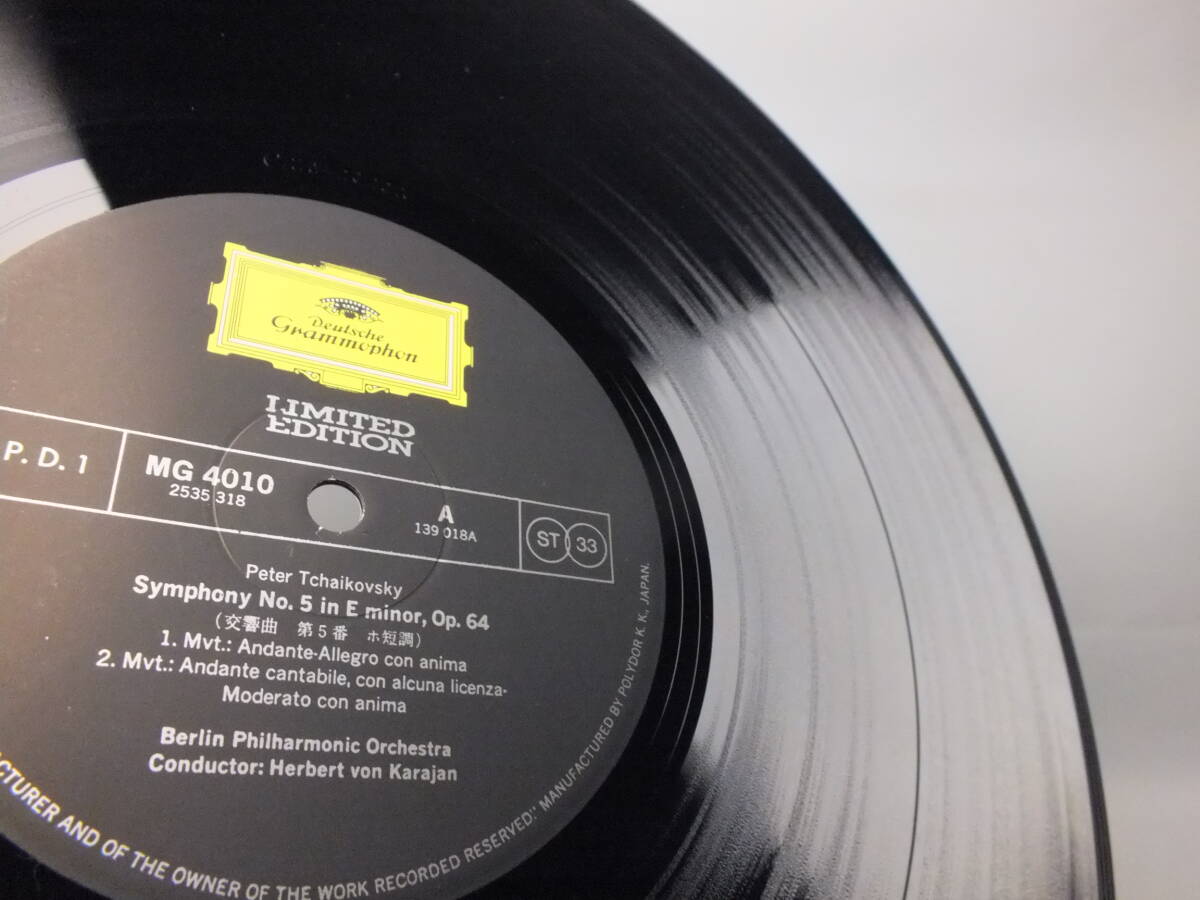 Deutsche
Grammophon
LIMITED
EDITION
P. D. 1
MG 4010
2535 318
A
139 018A
ST 33
Peter Tchaikovsky
Symphony No. 5 in E minor, Op. 64
(交響曲 第5番 ホ短調)
1. Mvt.: Andante-Allegro con anima
2. Mvt.: Andante cantabile, con alcuna licenza-
Moderato con anima
Berlin Philharmonic Orchestra
Conductor: Herbert von Karajan
AND OF THE OWNER OF THE WORK RECORDED RESERVED." MANUFACTURED BY POLYDOR K. K., JAPAN.